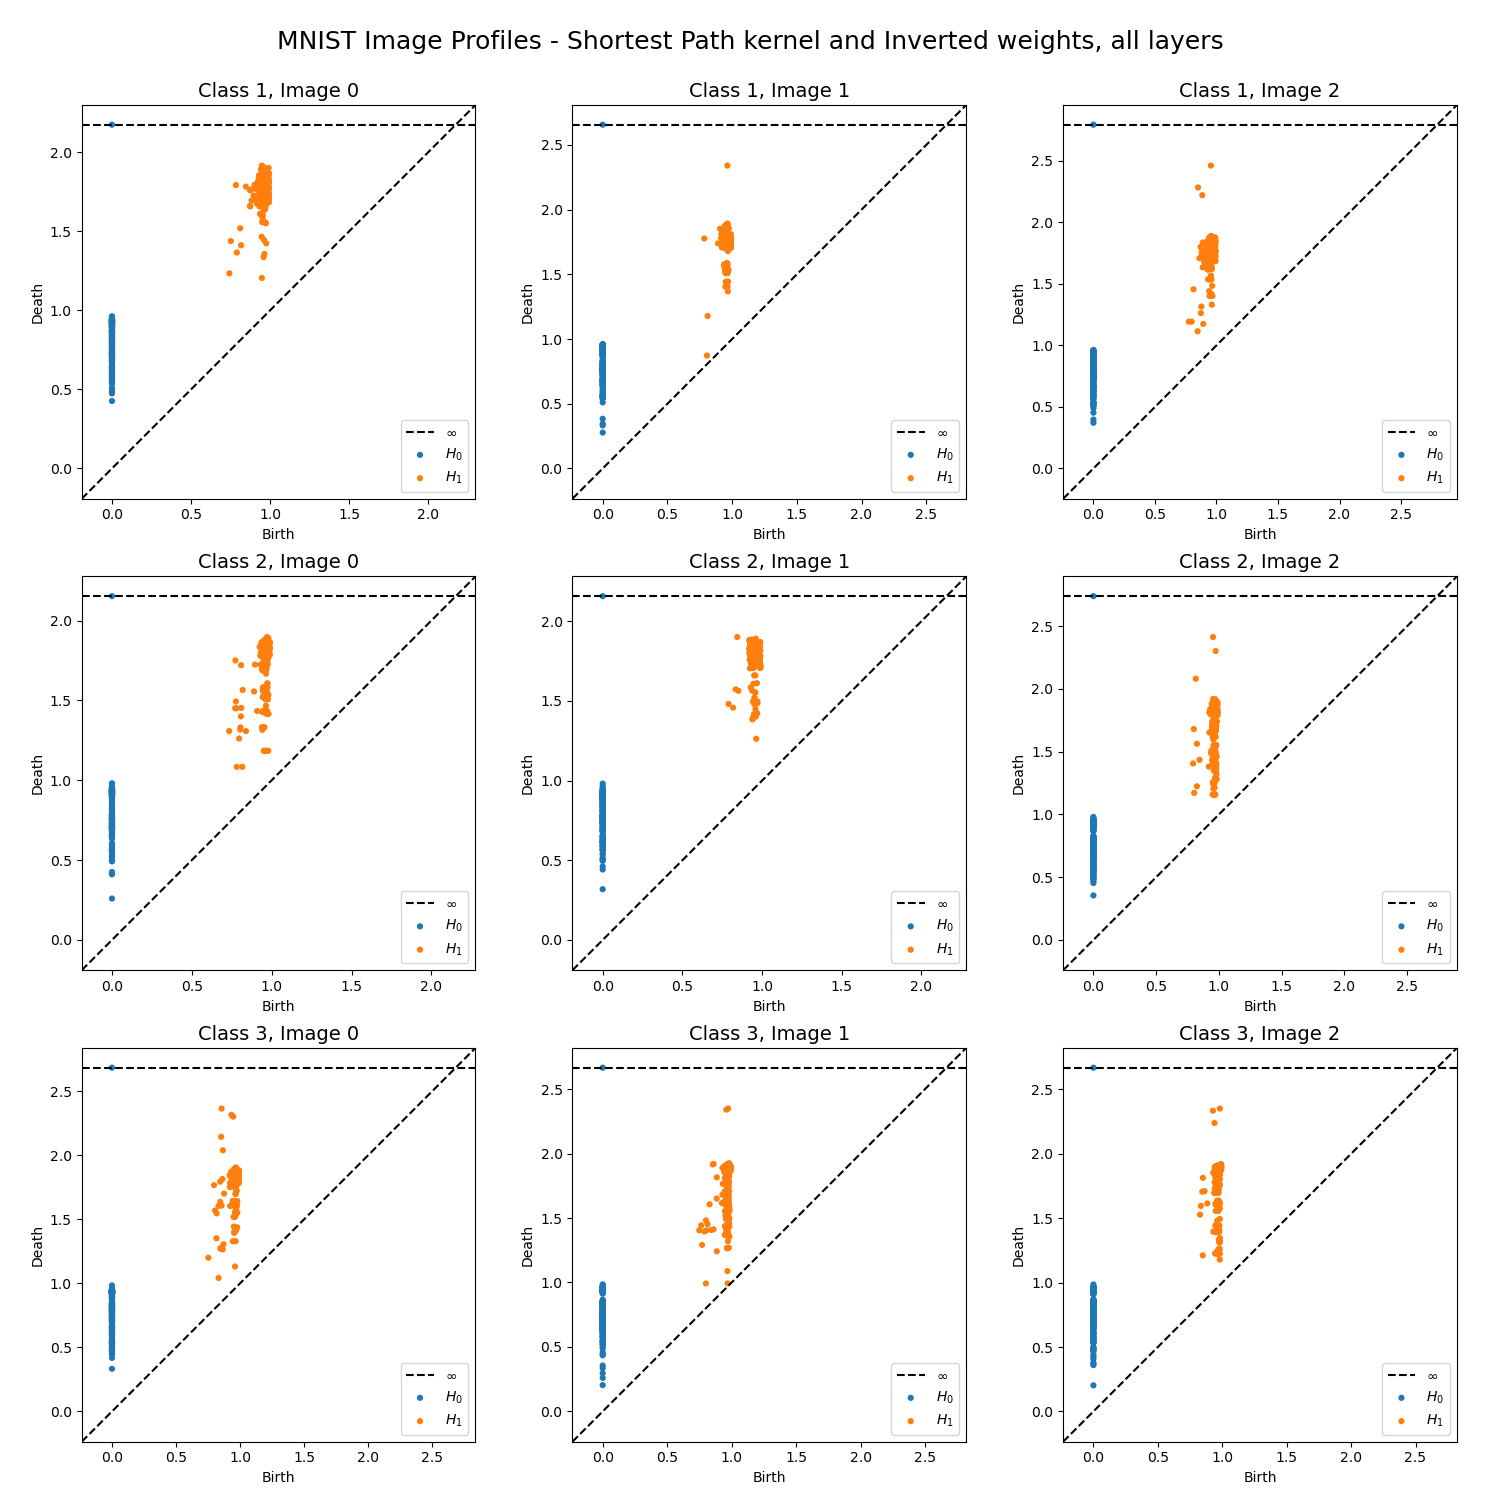 MNIST Image Profiles - Shortest Path kernel and Inverted weights, all layers
Class 1, Image 0
Death
2.0
1.5
1.0
0.5
0.0
0.0 0.5 1.0 1.5 2.0
Birth
∞
H₀
H₁
Class 1, Image 1
Death
2.5
2.0
1.5
1.0
0.5
0.0
0.0 0.5 1.0 1.5 2.0 2.5
Birth
∞
H₀
H₁
Class 1, Image 2
Death
2.5
2.0
1.5
1.0
0.5
0.0
0.0 0.5 1.0 1.5 2.0 2.5
Birth
∞
H₀
H₁
Class 2, Image 0
Death
2.0
1.5
1.0
0.5
0.0
0.0 0.5 1.0 1.5 2.0
Birth
∞
H₀
H₁
Class 2, Image 1
Death
2.0
1.5
1.0
0.5
0.0
0.0 0.5 1.0 1.5 2.0
Birth
∞
H₀
H₁
Class 2, Image 2
Death
2.5
2.0
1.5
1.0
0.5
0.0
0.0 0.5 1.0 1.5 2.0 2.5
Birth
∞
H₀
H₁
Class 3, Image 0
Death
2.5
2.0
1.5
1.0
0.5
0.0
0.0 0.5 1.0 1.5 2.0 2.5
Birth
∞
H₀
H₁
Class 3, Image 1
Death
2.5
2.0
1.5
1.0
0.5
0.0
0.0 0.5 1.0 1.5 2.0 2.5
Birth
∞
H₀
H₁
Class 3, Image 2
Death
2.5
2.0
1.5
1.0
0.5
0.0
0.0 0.5 1.0 1.5 2.0 2.5
Birth
∞
H₀
H₁